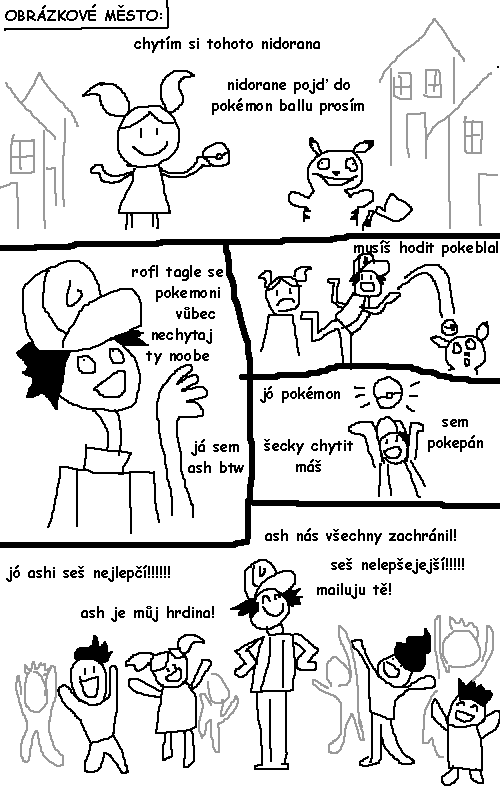 OBRÁZKOVÉ MĚSTO:
chytím si tohoto nidorana
nidorane pojď do
pokémon ballu prosím
rofl tagle se
pokemoni
vůbec
nechytaj
ty noobe
já sem
ash btw
musíš hodit pokeblal
jó pokémon
šecky chytit
máš
sem
pokepán
ash nás všechny zachránil!
seš nelepšejejší!!!!!
mailuju tě!
jó ashi seš nejlepčí!!!!!!
ash je můj hrdina!